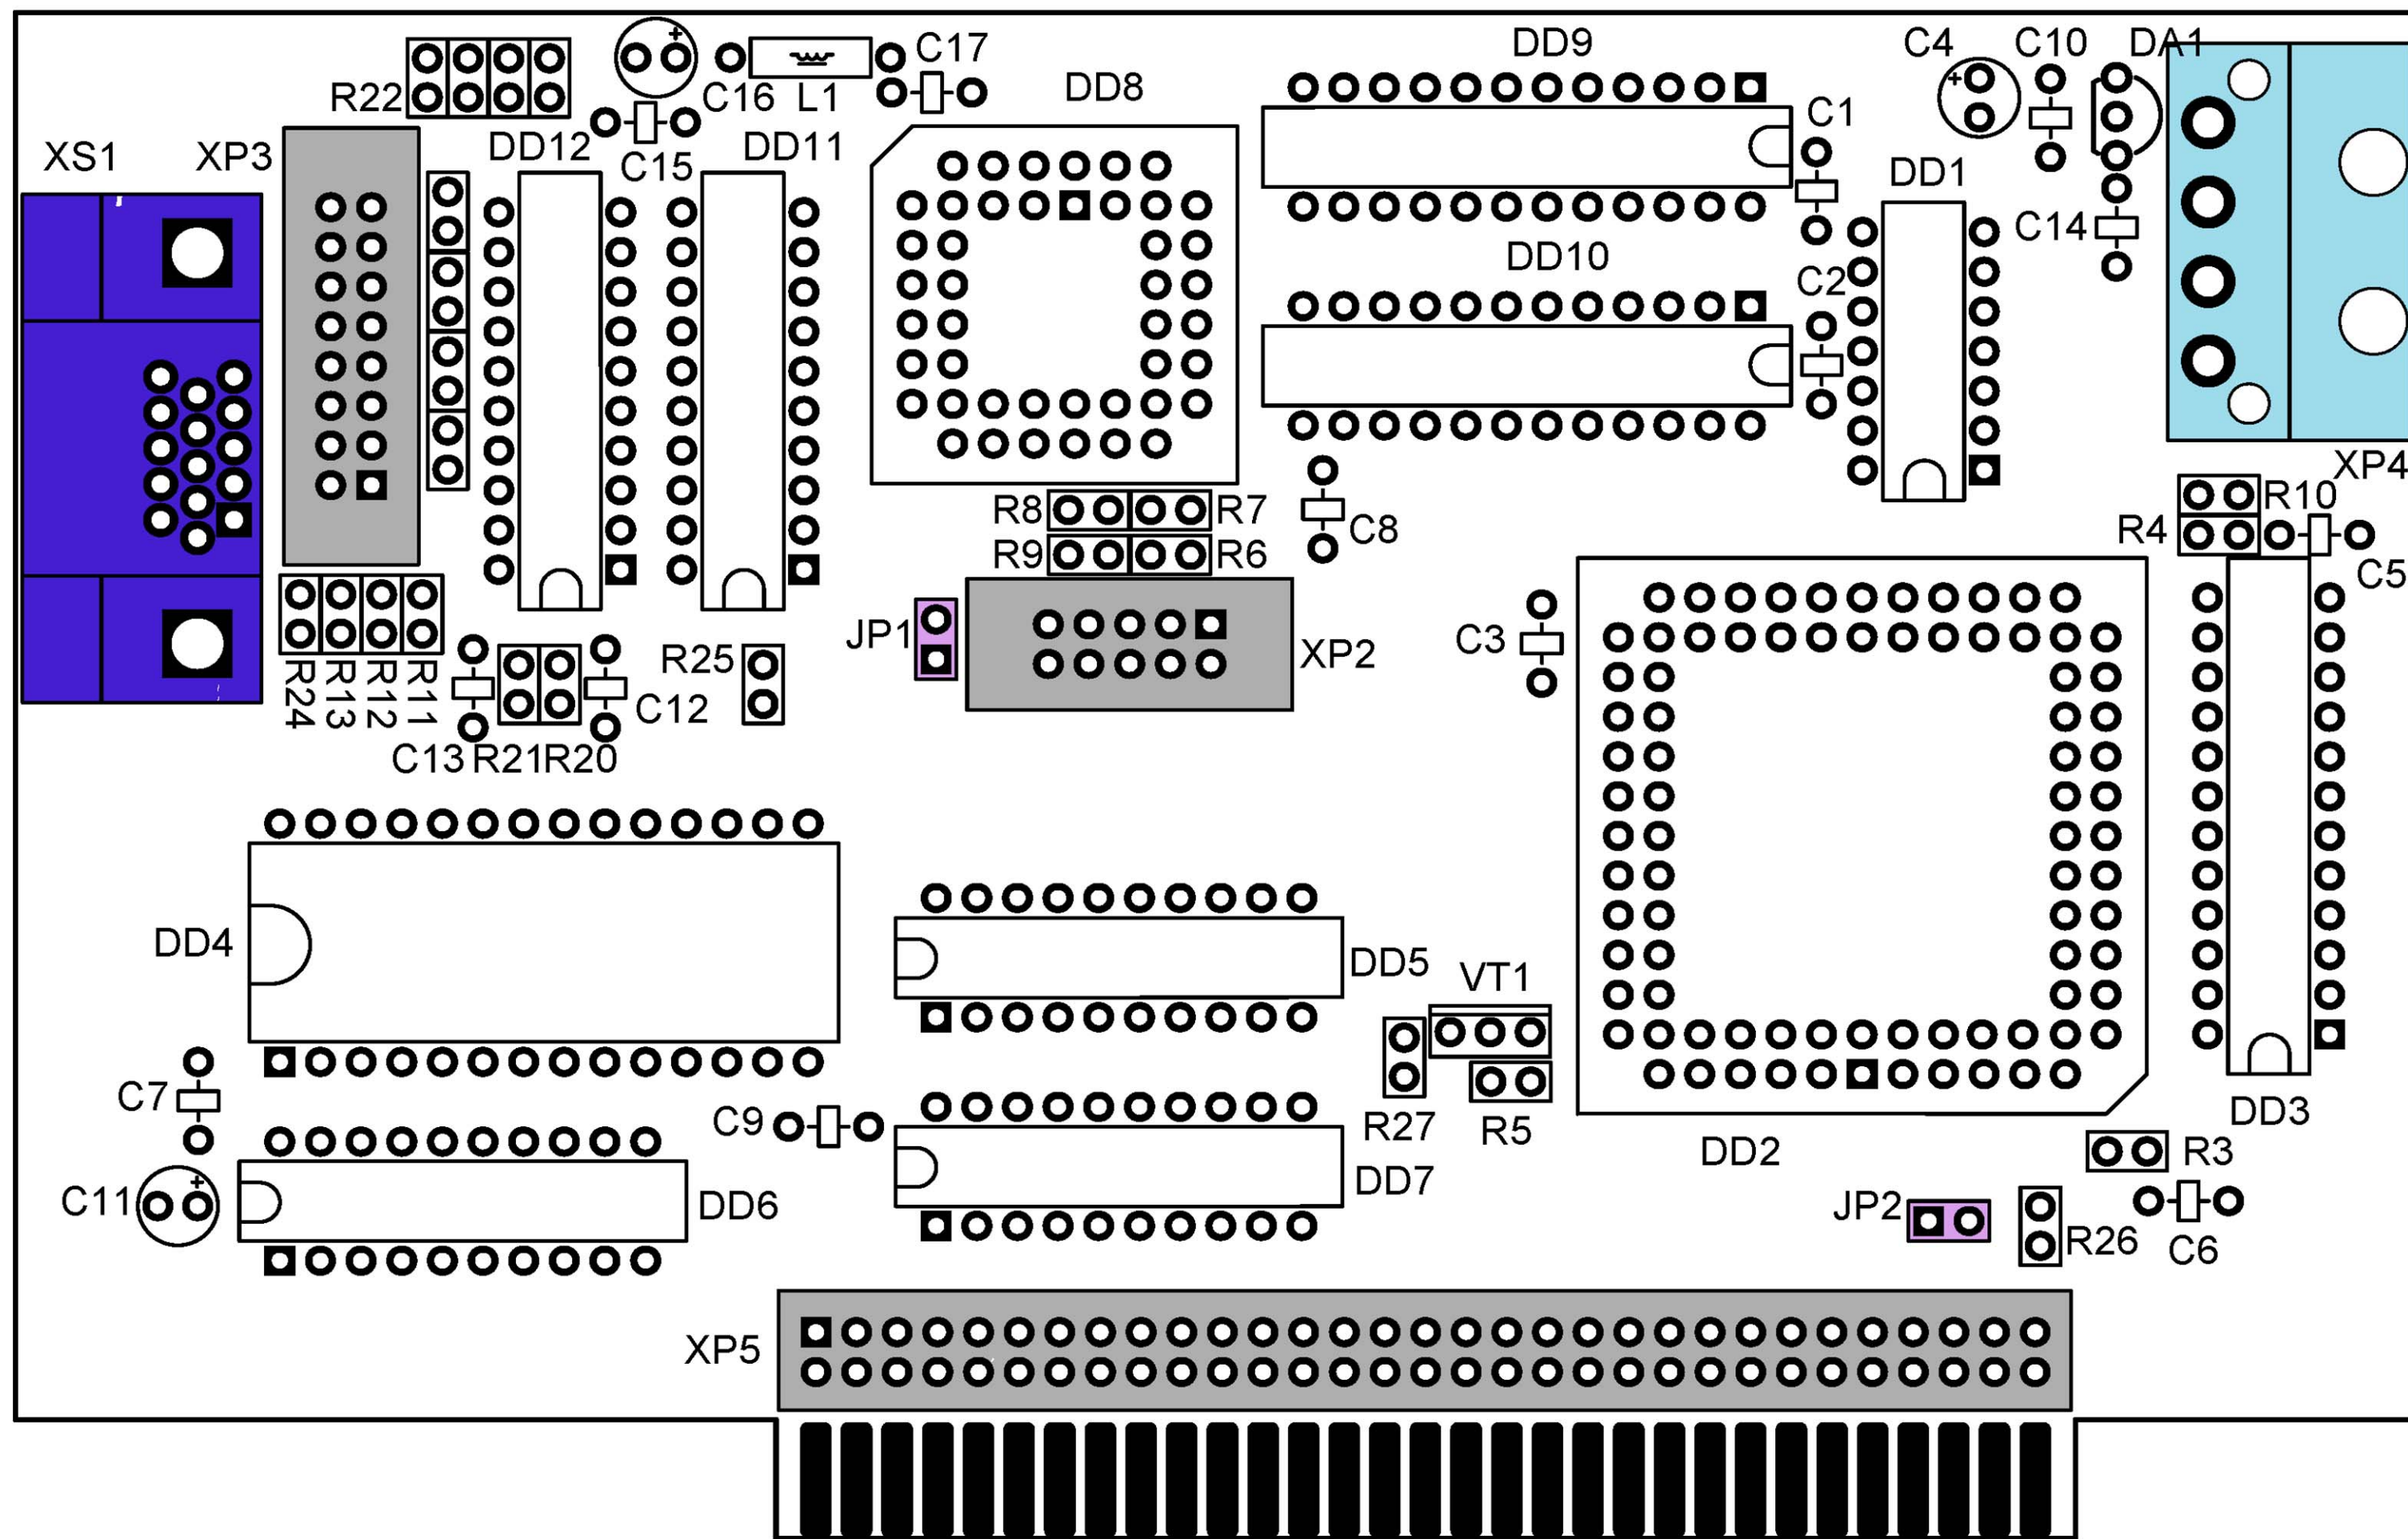 C17
DD9
C4
C10
DA1
R22
C16
L1
DD8
C1
XS1
XP3
DD12
C15
DD11
DD1
C14
DD10
C2
XP4
R8
R7
C8
R10
R4
R9
R6
C5
JP1
XP2
C3
R25
R24
R13
R12
R11
C12
C13
R21
R20
DD4
DD5
VT1
C7
C9
R27
R5
DD2
DD3
R3
C11
DD6
DD7
JP2
R26
C6
XP5